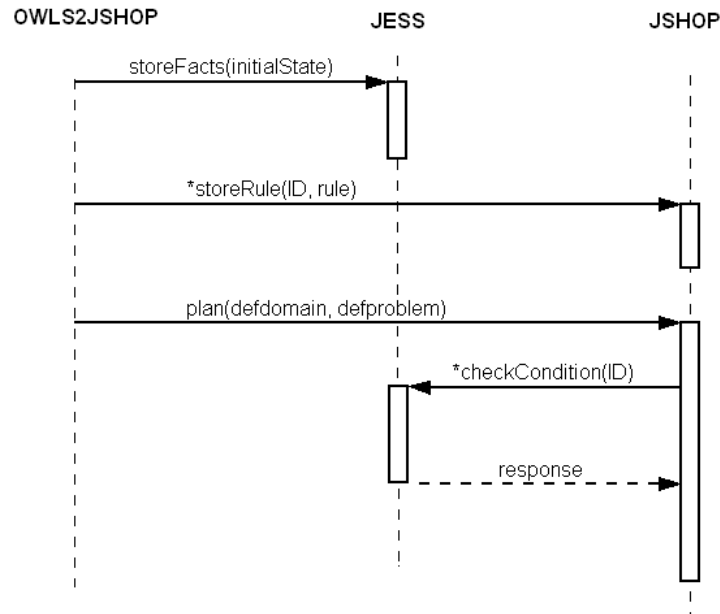 OWLS2JSHOP
JESS
JSHOP
storeFacts(initialState)
*storeRule(ID, rule)
plan(defdomain, defproblem)
*checkCondition(ID)
response